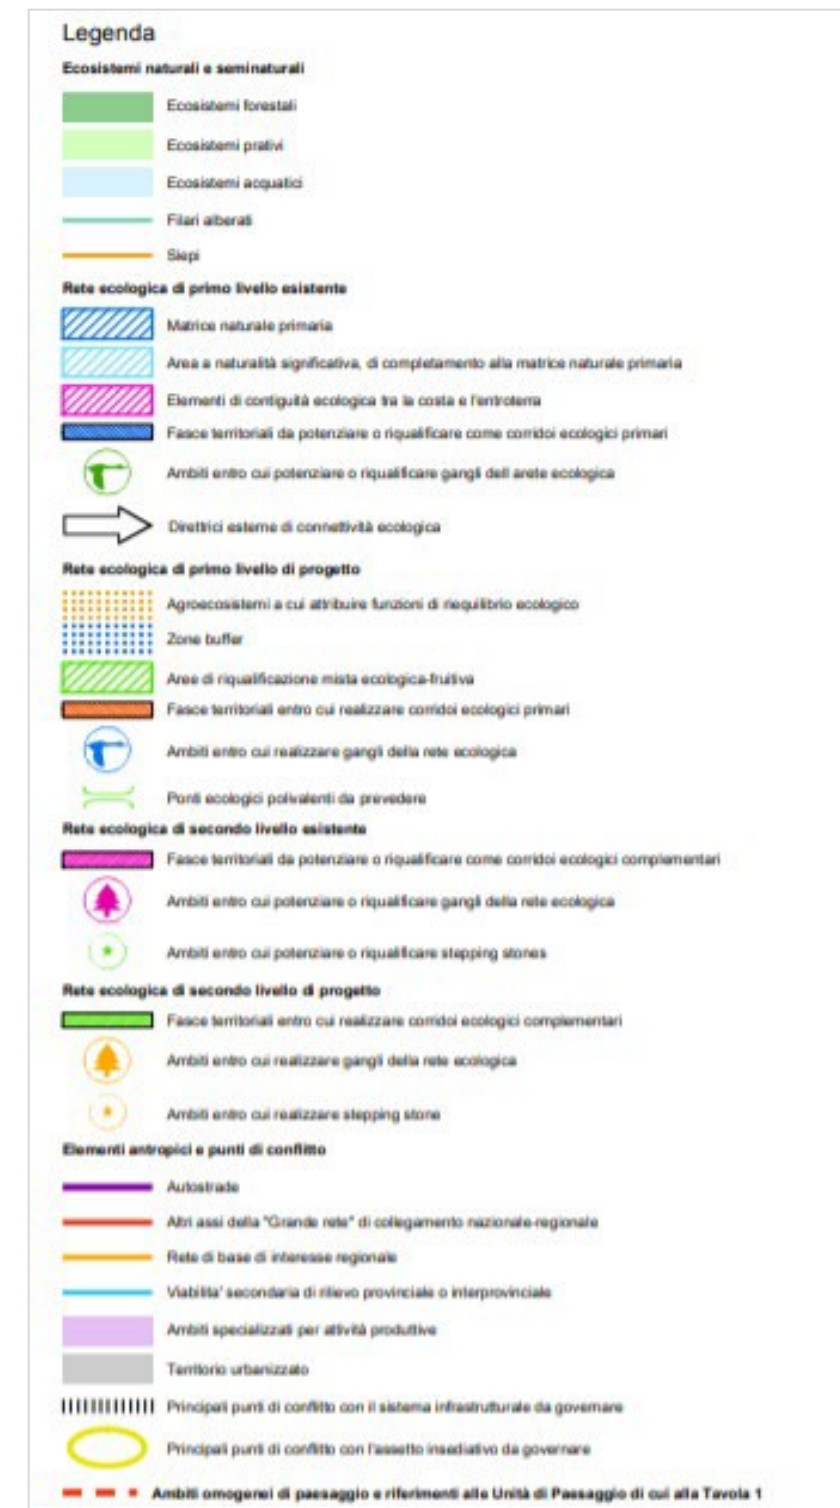 Legenda
Ecosistemi naturali e seminaturali
Ecosistemi forestali
Ecosistemi prativi
Ecosistemi acquatici
Filari alberati
Siepi
Rete ecologica di primo livello esistente
Matrice naturale primaria
Area a naturalità significativa, di completamento alla matrice naturale primaria
Elementi di contiguità ecologica tra la costa e l'entroterra
Fasce territoriali da potenziare o riqualificare come corridoi ecologici primari
Ambiti entro cui potenziare o riqualificare gangli dell arete ecologica
Direttrici esterne di connettività ecologica
Rete ecologica di primo livello di progetto
Agroecosistemi a cui attribuire funzioni di riequilibrio ecologico
Zone buffer
Aree di riqualificazione mista ecologica-fruitiva
Fasce territoriali entro cui realizzare corridoi ecologici primari
Ambiti entro cui realizzare gangli della rete ecologica
Ponti ecologici polivalenti da prevedere
Rete ecologica di secondo livello esistente
Fasce territoriali da potenziare o riqualificare come corridoi ecologici complementari
Ambiti entro cui potenziare o riqualificare gangli della rete ecologica
Ambiti entro cui potenziare o riqualificare stepping stones
Rete ecologica di secondo livello di progetto
Fasce territoriali entro cui realizzare corridoi ecologici complementari
Ambiti entro cui realizzare gangli della rete ecologica
Ambiti entro cui realizzare stepping stone
Elementi antropici e punti di conflitto
Autostrade
Altri assi della "Grande rete" di collegamento nazionale-regionale
Rete di base di interesse regionale
Viabilita' secondaria di rilievo provinciale o interprovinciale
Ambiti specializzati per attività produttive
Territorio urbanizzato
Principali punti di conflitto con il sistema infrastrutturale da governare
Principali punti di conflitto con l'assetto insediativo da governare
Ambiti omogenei di paesaggio e riferimenti alle Unità di Paesaggio di cui alla Tavola 1